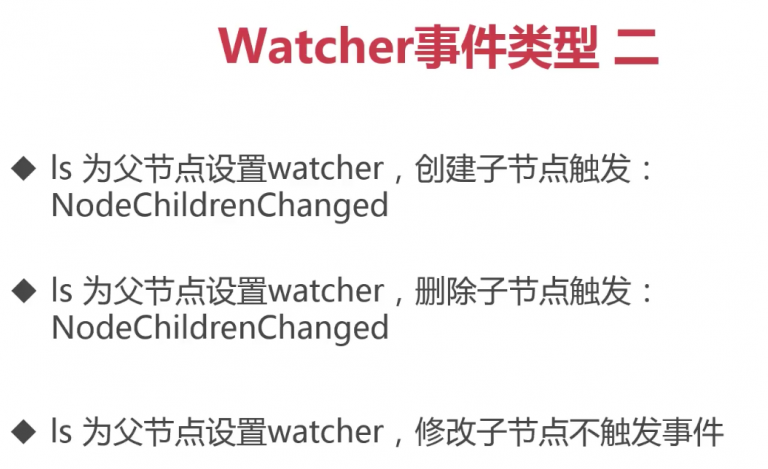 Watcher事件类型 二
◆ ls 为父节点设置watcher，创建子节点触发：
NodeChildrenChanged
◆ ls 为父节点设置watcher，删除子节点触发：
NodeChildrenChanged
◆ ls 为父节点设置watcher，修改子节点不触发事件